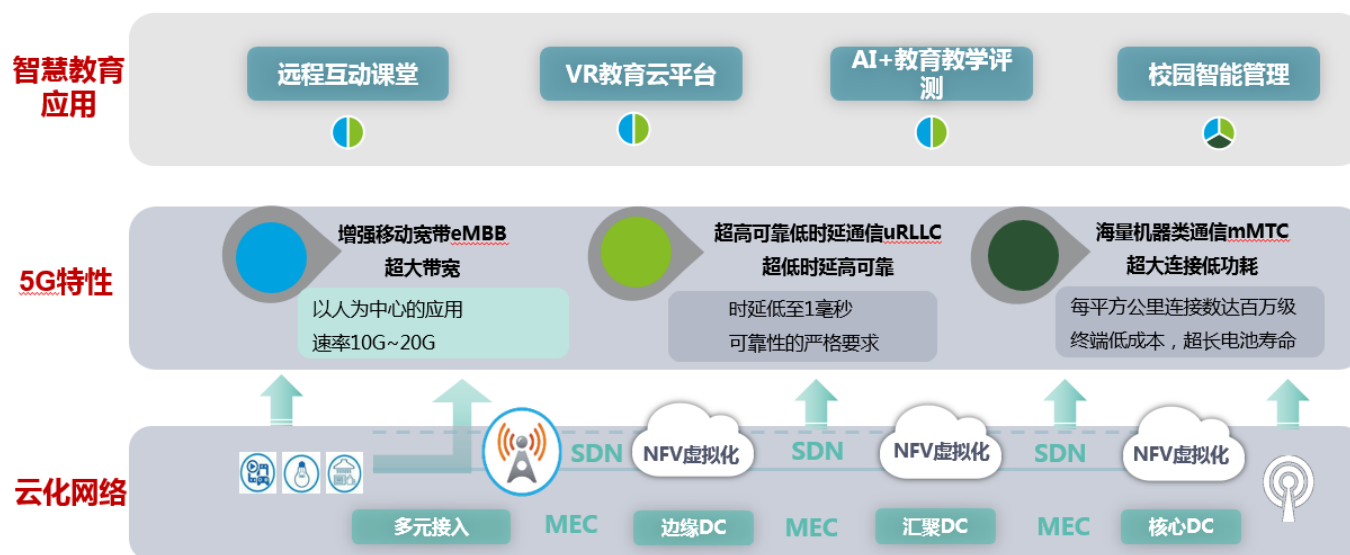 智慧教育
应用
远程互动课堂
VR教育云平台
AI+教育教学评
测
校园智能管理
5G特性
增强移动宽带eMBB
超大带宽
以人为中心的应用
速率10G~20G
超高可靠低时延通信uRLLC
超低时延高可靠
时延低至1毫秒
可靠性的严格要求
海量机器类通信mMTC
超大连接低功耗
每平方公里连接数达百万级
终端低成本，超长电池寿命
云化网络
SDN
NFV虚拟化
SDN
NFV虚拟化
SDN
NFV虚拟化
多元接入
MEC
边缘DC
MEC
汇聚DC
MEC
核心DC